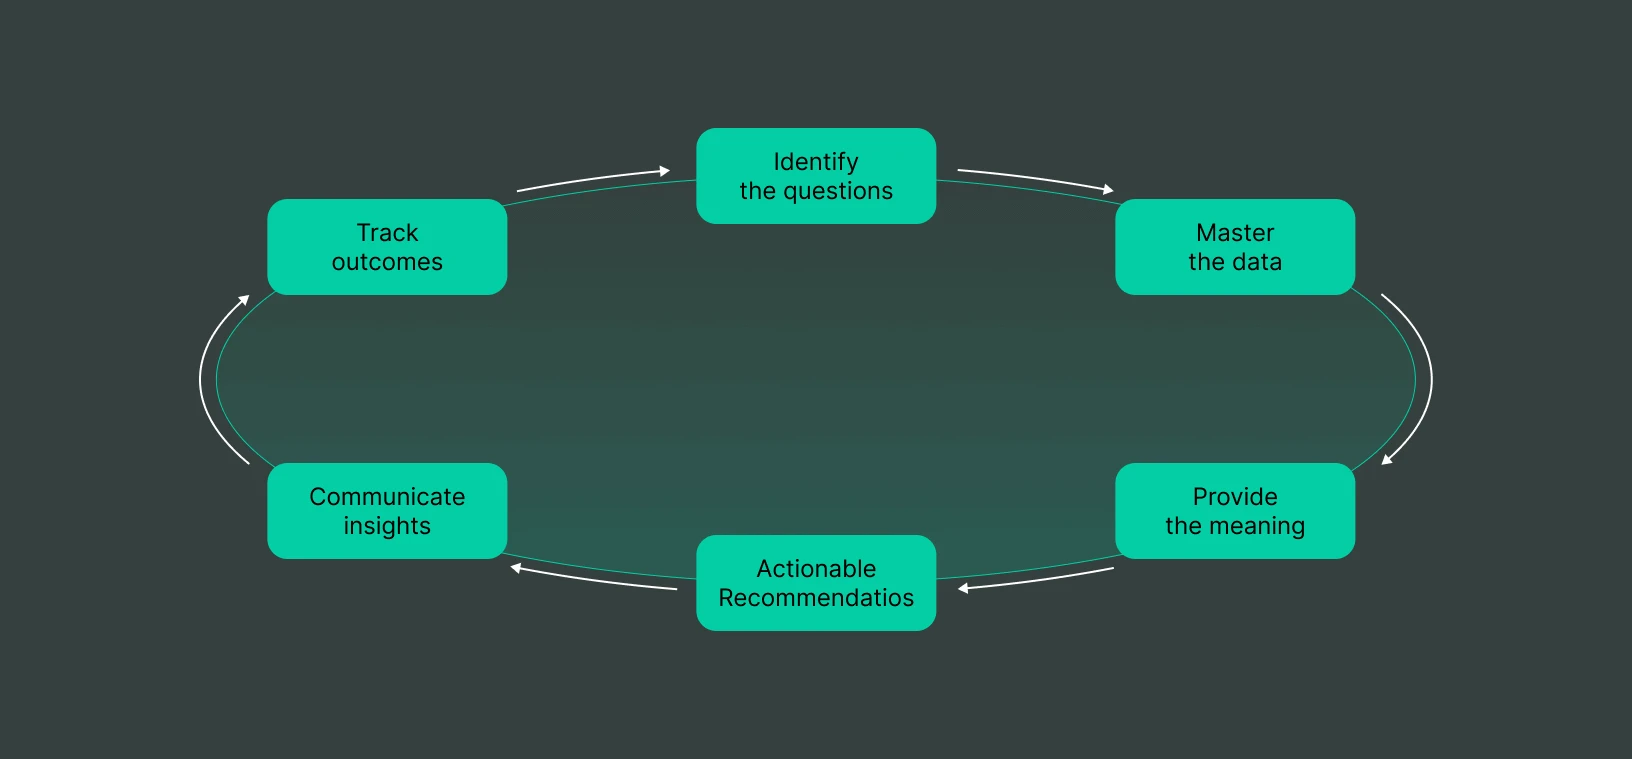 Identify
the questions
Master
the data
Provide
the meaning
Actionable
Recommendatios
Communicate
insights
Track
outcomes